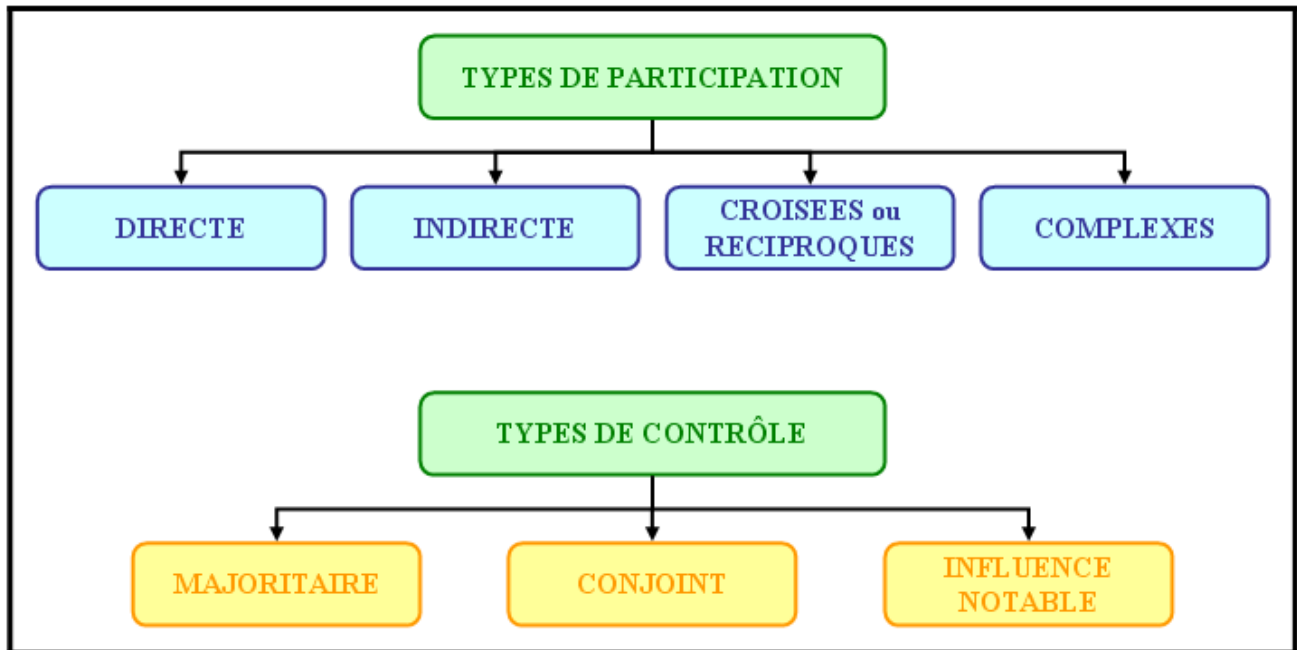 TYPES DE PARTICIPATION
DIRECTE
INDIRECTE
CROISEES ou
RECIPROQUES
COMPLEXES
TYPES DE CONTRÔLE
MAJORITAIRE
CONJOINT
INFLUENCE
NOTABLE